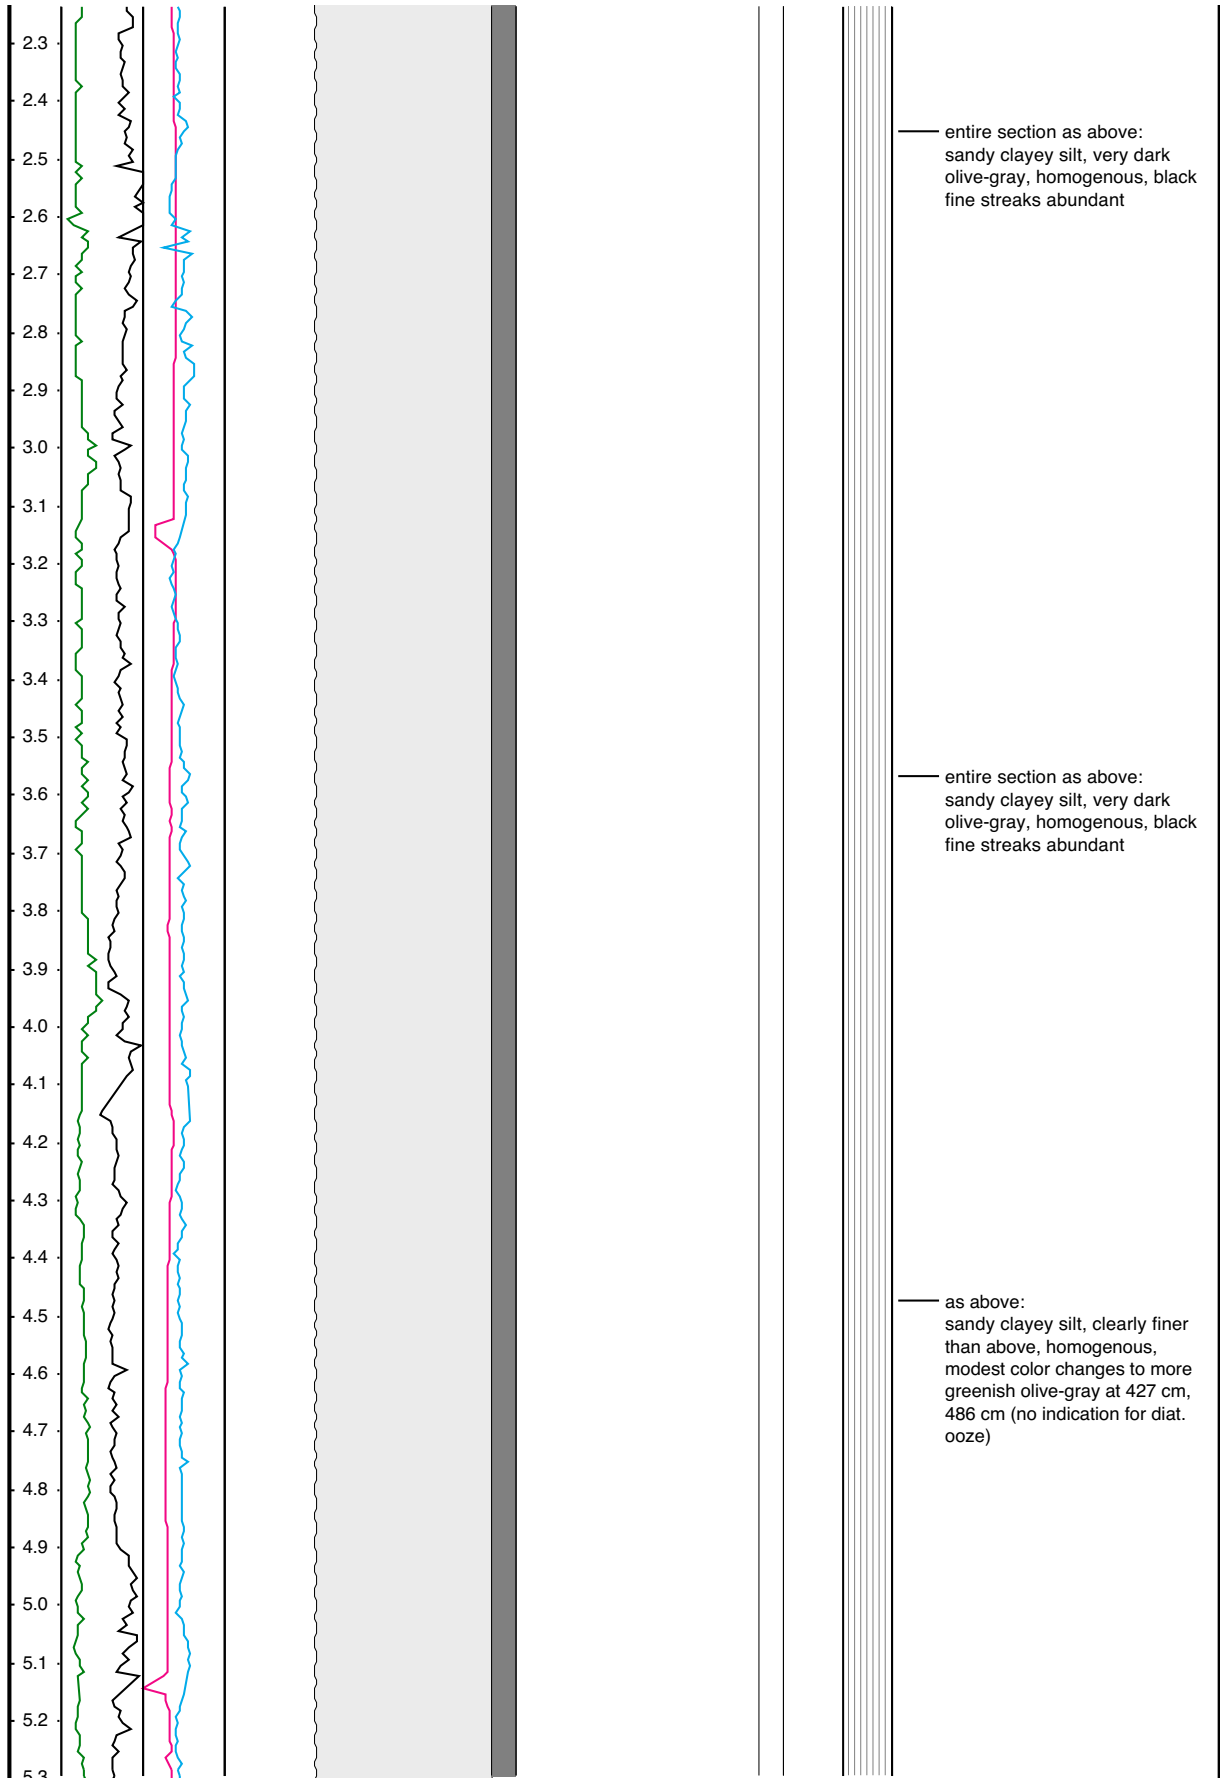 2.3
2.4
entire section as above:
sandy clayey silt, very dark
olive-gray, homogenous, black
fine streaks abundant
2.5
2.6
2.7
2.8
2.9
3.0
3.1
3.2
3.3
3.4
3.5
entire section as above:
sandy clayey silt, very dark
olive-gray, homogenous, black
fine streaks abundant
3.6
3.7
3.8
3.9
4.0
4.1
4.2
4.3
4.4
as above:
sandy clayey silt, clearly finer
than above, homogenous,
modest color changes to more
greenish olive-gray at 427 cm,
486 cm (no indication for diat.
ooze)
4.5
4.6
4.7
4.8
4.9
5.0
5.1
5.2
5.3